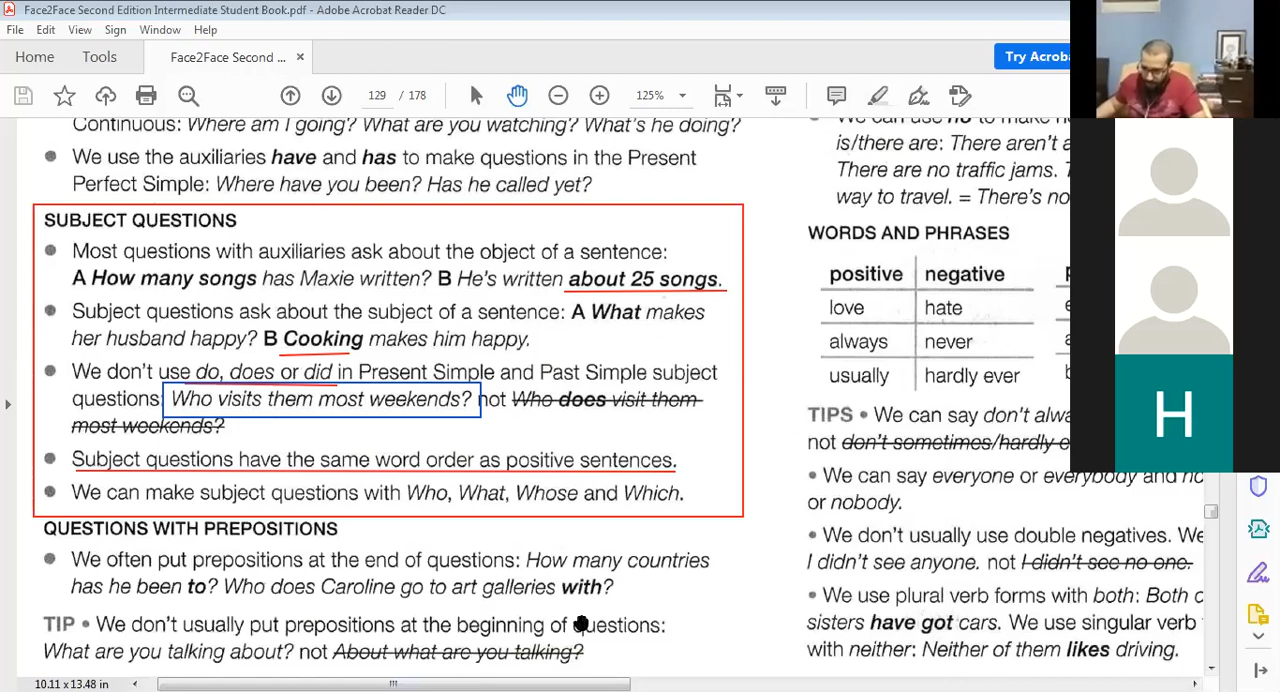 Face2Face Second Edition Intermediate Student Book.pdf - Adobe Acrobat Reader DC
File Edit View Sign Window Help
Home Tools Face2Face Second ... × Try Acroba
129 / 178 125%
Continuous: Where am I going? What are you watching? What's he doing?
• We use the auxiliaries have and has to make questions in the Present
Perfect Simple: Where have you been? Has he called yet?
SUBJECT QUESTIONS
• Most questions with auxiliaries ask about the object of a sentence:
A How many songs has Maxie written? B He's written about 25 songs.
• Subject questions ask about the subject of a sentence: A What makes
her husband happy? B Cooking makes him happy.
• We don't use do, does or did in Present Simple and Past Simple subject
questions: Who visits them most weekends? not Who does visit them
most weekends?
• Subject questions have the same word order as positive sentences.
• We can make subject questions with Who, What, Whose and Which.
QUESTIONS WITH PREPOSITIONS
• We often put prepositions at the end of questions: How many countries
has he been to? Who does Caroline go to art galleries with?
TIP • We don't usually put prepositions at the beginning of questions:
What are you talking about? not About what are you talking?
is/there are: There aren't a
There are no traffic jams.
way to travel. = There's no
WORDS AND PHRASES
positive negative
love hate
always never
usually hardly ever
TIPS • We can say don't alwa
not don't sometimes/hardly e
• We can say everyone or everybody and no
or nobody.
• We don't usually use double negatives. We
I didn't see anyone. not I didn't see no one.
• We use plural verb forms with both: Both o
sisters have got cars. We use singular verb
with neither: Neither of them likes driving.
H
10.11 x 13.48 in